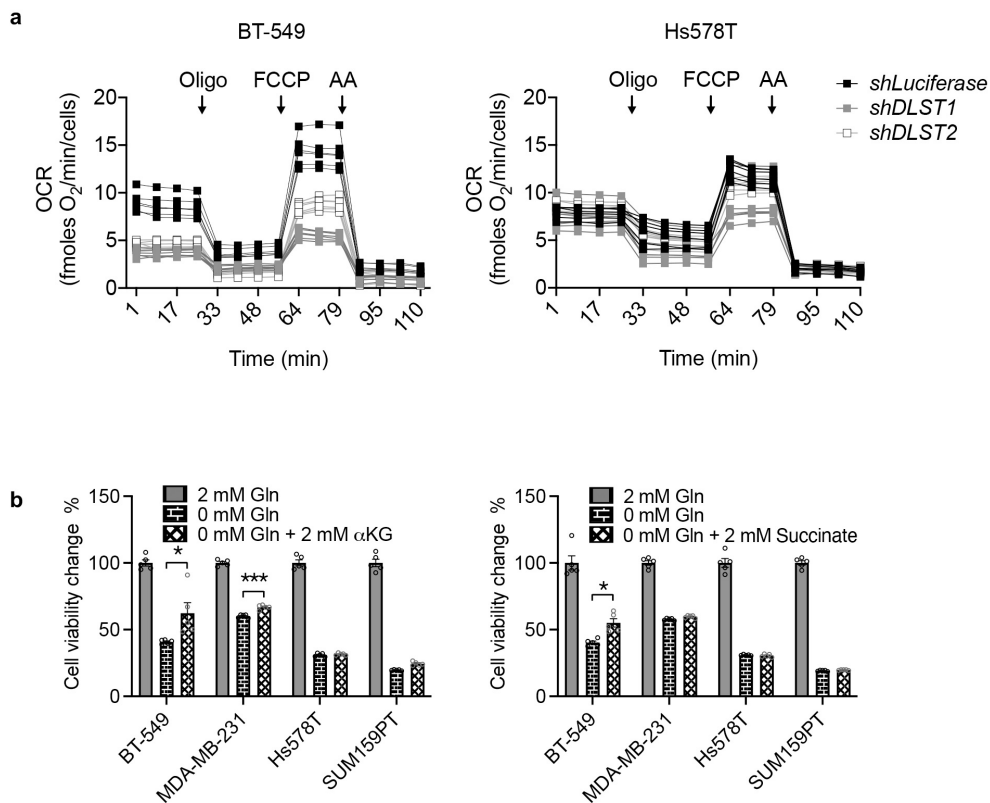 a
BT-549
Hs578T
Oligo FCCP AA
Oligo FCCP AA
shLuciferase
shDLST1
shDLST2
OCR
(fmoles O2/min/cells)
20
15
10
5
0
1 17 33 48 64 79 95 110
Time (min)
OCR
(fmoles O2/min/cells)
20
15
10
5
0
1 17 33 48 64 79 95 110
Time (min)
b
Cell viability change %
150
100
50
0
2 mM Gln
0 mM Gln
0 mM Gln + 2 mM αKG
*
***
BT-549
MDA-MB-231
Hs578T
SUM159PT
Cell viability change %
150
100
50
0
2 mM Gln
0 mM Gln
0 mM Gln + 2 mM Succinate
*
BT-549
MDA-MB-231
Hs578T
SUM159PT